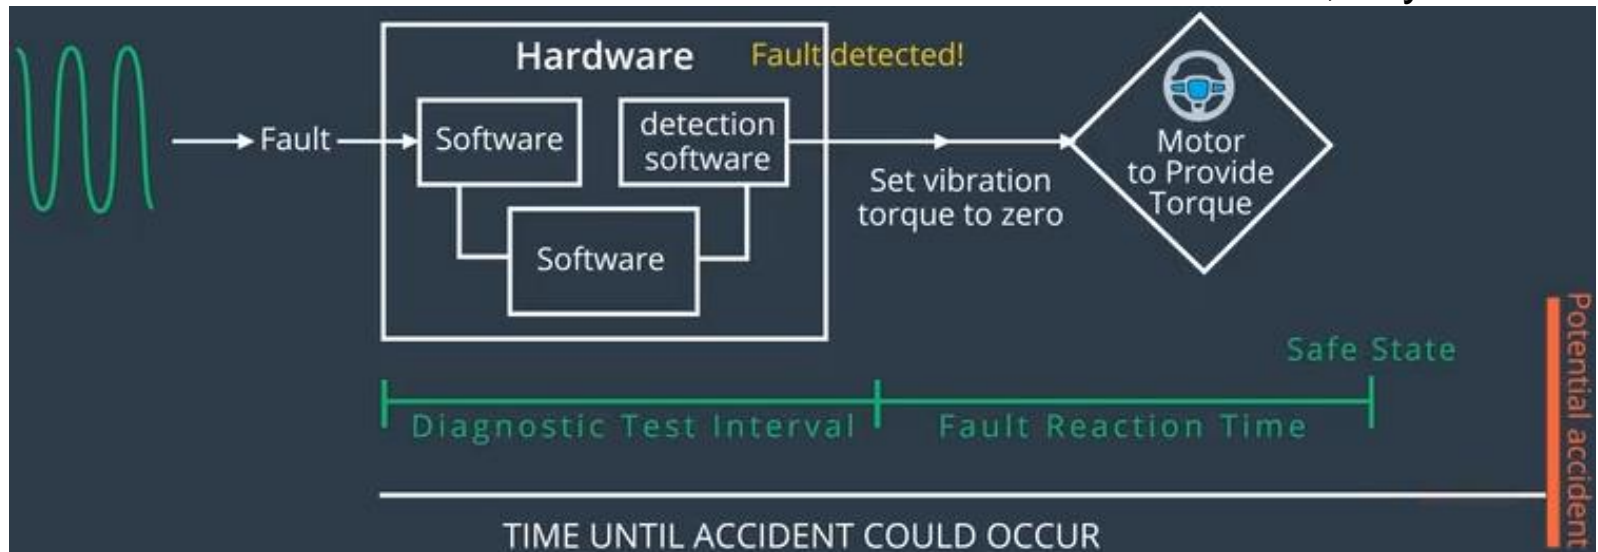 Hardware
Fault detected!
Fault
Software
detection
software
Software
Set vibration
torque to zero
Motor
to Provide
Torque
Safe State
Diagnostic Test Interval
Fault Reaction Time
Potential accident
TIME UNTIL ACCIDENT COULD OCCUR